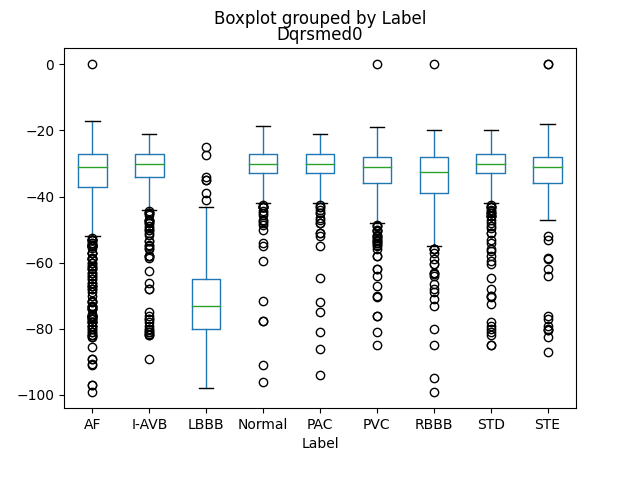 Boxplot grouped by Label
Dqrsmed0
0
−20
−40
−60
−80
−100
AF I-AVB LBBB Normal PAC PVC RBBB STD STE
Label